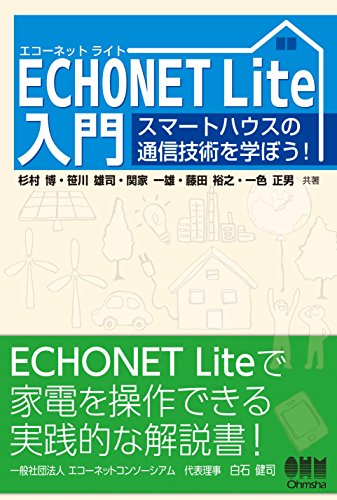 エコーネット ライト
ECHONET Lite
入門
スマートハウスの
通信技術を学ぼう!
杉村 博・笹川 雄司・関家 一雄・藤田 裕之・一色 正男 共著
ECHONET Liteで
家電を操作できる
実践的な解説書!
一般社団法人 エコーネットコンソーシアム 代表理事 白石 健司
OHM
Ohmsha